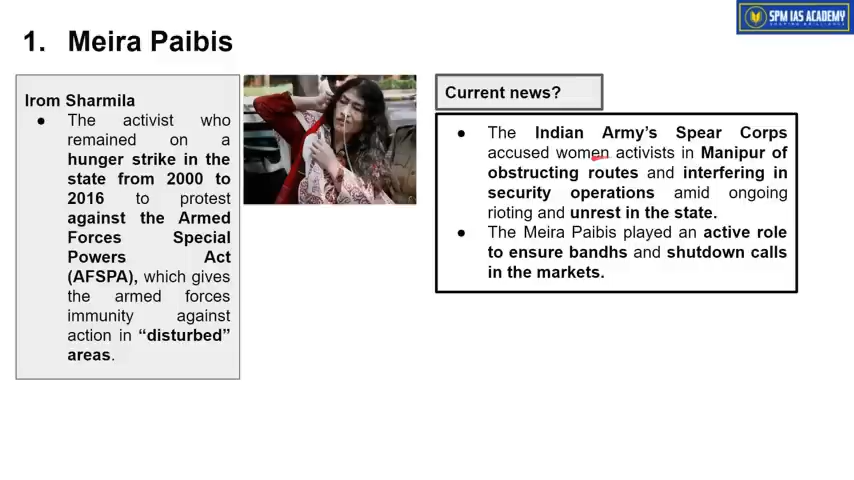 SPM IAS ACADEMY
SHAPING BRILLIANCE
1. Meira Paibis
Irom Sharmila
● The activist who
remained on a
hunger strike in the
state from 2000 to
2016 to protest
against the Armed
Forces Special
Powers Act
(AFSPA), which gives
the armed forces
immunity against
action in “disturbed”
areas.
Current news?
● The Indian Army’s Spear Corps
accused women activists in Manipur of
obstructing routes and interfering in
security operations amid ongoing
rioting and unrest in the state.
● The Meira Paibis played an active role
to ensure bandhs and shutdown calls
in the markets.